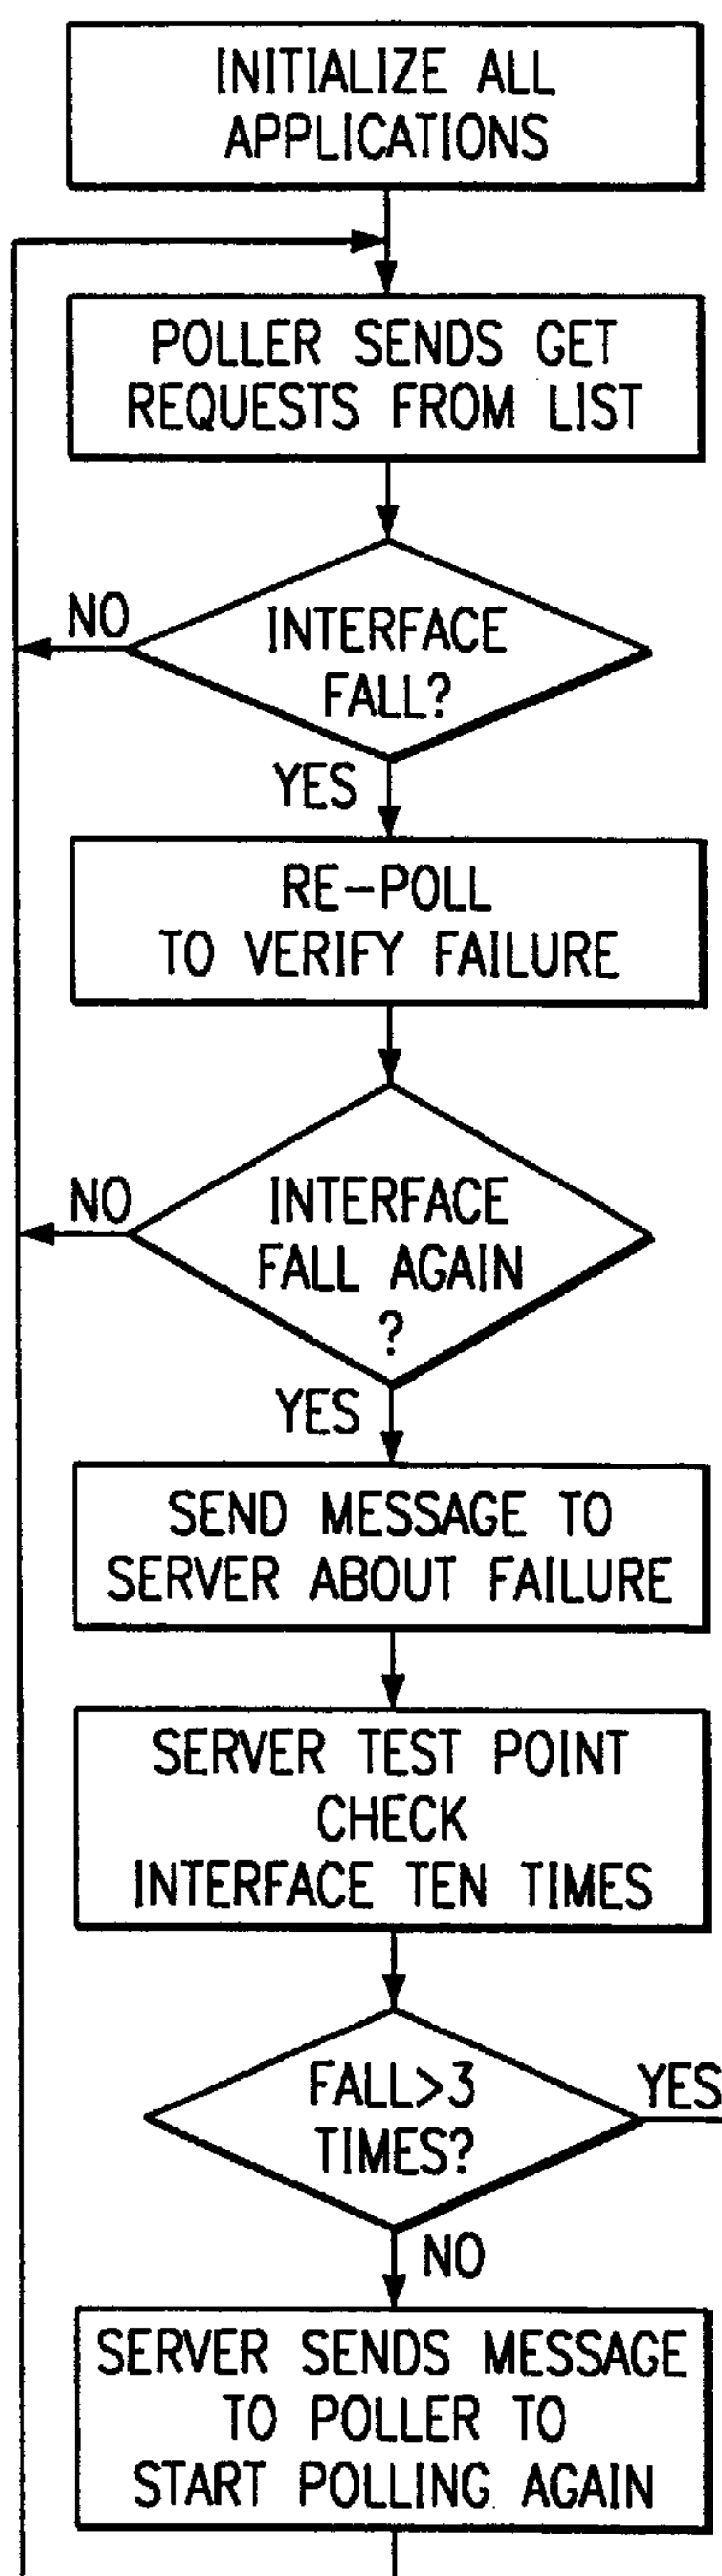 INITIALIZE ALL
APPLICATIONS
POLLER SENDS GET
REQUESTS FROM LIST
NO
INTERFACE
FALL?
YES
RE-POLL
TO VERIFY FAILURE
NO
INTERFACE
FALL AGAIN
?
YES
SEND MESSAGE TO
SERVER ABOUT FAILURE
SERVER TEST POINT
CHECK
INTERFACE TEN TIMES
FALL>3
TIMES?
YES
NO
SERVER SENDS MESSAGE
TO POLLER TO
START POLLING AGAIN